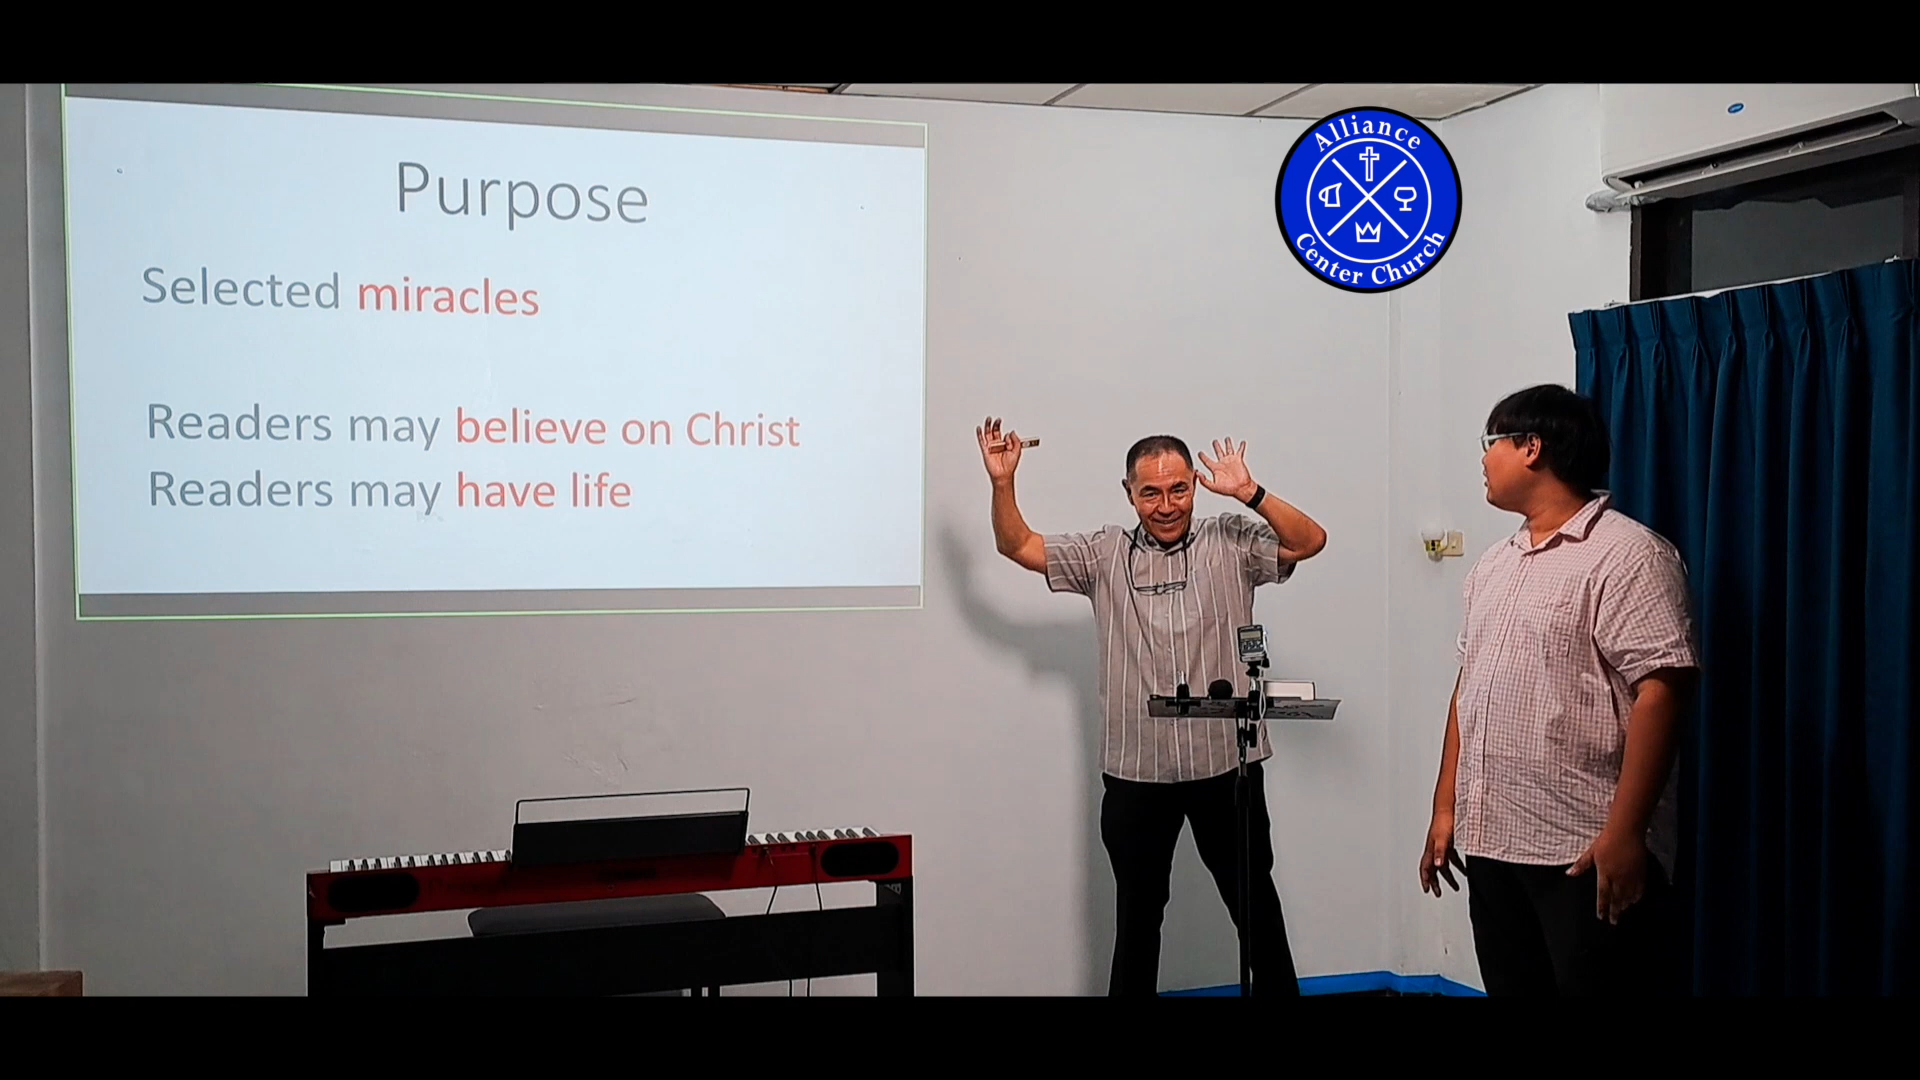 Purpose
Selected miracles
Readers may believe on Christ
Readers may have life
Alliance
Center Church